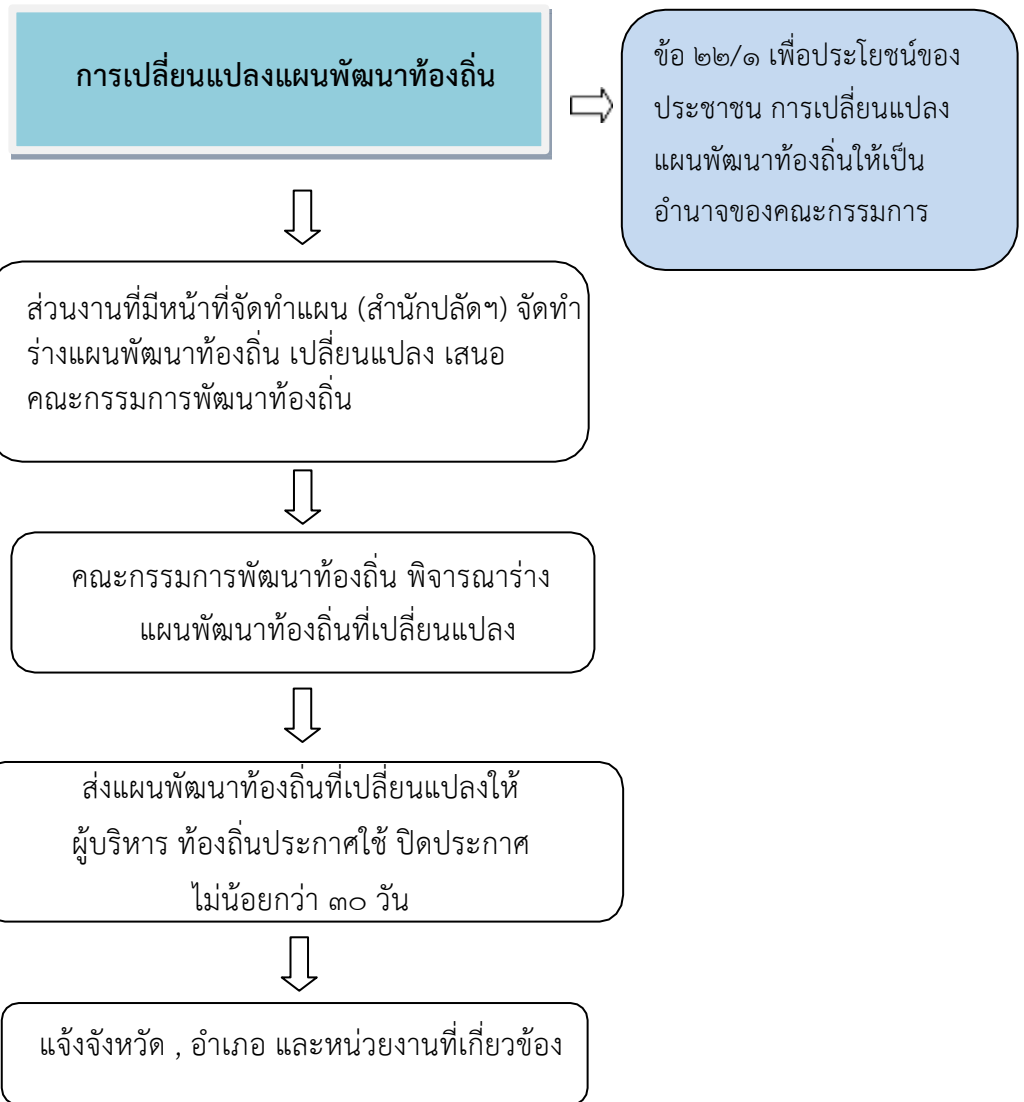 การเปลี่ยนแปลงแผนพัฒนาท้องถิ่น
ข้อ ๒๒/๑ เพื่อประโยชน์ของ
ประชาชน การเปลี่ยนแปลง
แผนพัฒนาท้องถิ่นให้เป็น
อำนาจของคณะกรรมการ
ส่วนงานที่มีหน้าที่จัดทำแผน (สำนักปลัดฯ) จัดทำ
ร่างแผนพัฒนาท้องถิ่น เปลี่ยนแปลง เสนอ
คณะกรรมการพัฒนาท้องถิ่น
คณะกรรมการพัฒนาท้องถิ่น พิจารณาร่าง
แผนพัฒนาท้องถิ่นที่เปลี่ยนแปลง
ส่งแผนพัฒนาท้องถิ่นที่เปลี่ยนแปลงให้
ผู้บริหาร ท้องถิ่นประกาศใช้ ปิดประกาศ
ไม่น้อยกว่า ๓๐ วัน
แจ้งจังหวัด , อำเภอ และหน่วยงานที่เกี่ยวข้อง